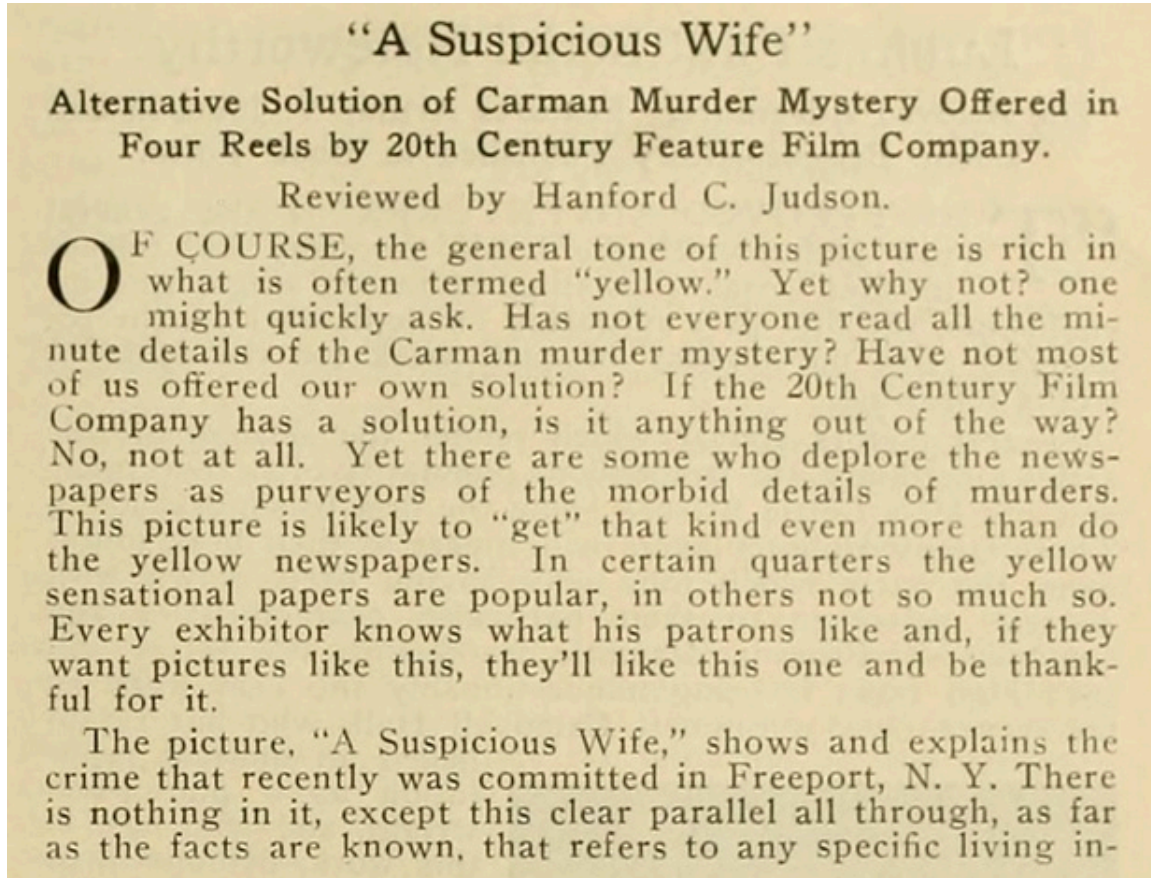 "A Suspicious Wife"
Alternative Solution of Carman Murder Mystery Offered in
Four Reels by 20th Century Feature Film Company.
Reviewed by Hanford C. Judson.
OF COURSE, the general tone of this picture is rich in
what is often termed "yellow." Yet why not? one
might quickly ask. Has not everyone read all the mi-
nute details of the Carman murder mystery? Have not most
of us offered our own solution? If the 20th Century Film
Company has a solution, is it anything out of the way?
No, not at all. Yet there are some who deplore the news-
papers as purveyors of the morbid details of murders.
This picture is likely to "get" that kind even more than do
the yellow newspapers. In certain quarters the yellow
sensational papers are popular, in others not so much so.
Every exhibitor knows what his patrons like and, if they
want pictures like this, they'll like this one and be thank-
ful for it.
The picture, "A Suspicious Wife," shows and explains the
crime that recently was committed in Freeport, N. Y. There
is nothing in it, except this clear parallel all through, as far
as the facts are known, that refers to any specific living in-